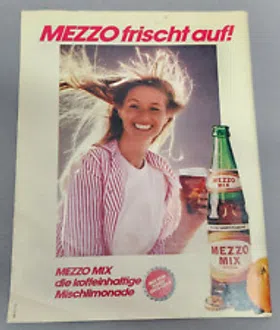 MEZZO frischt auf!
MEZZO
MIX
MEZZO
MIX
MEZZO MIX
die koffeinhaltige
Mischlimonade